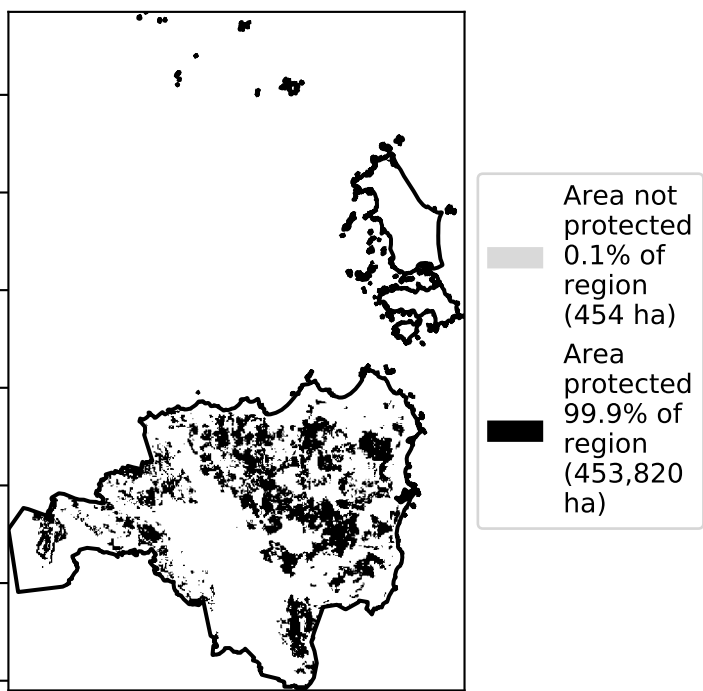 Area not
protected
0.1% of
region
(454 ha)
Area
protected
99.9% of
region
(453,820
ha)